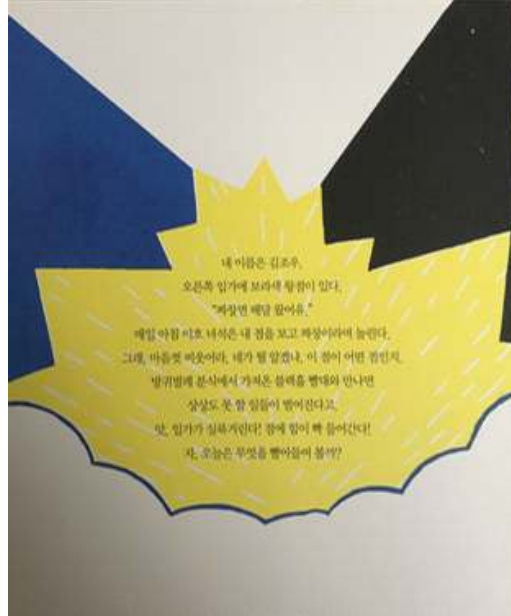 내 이름은 김조우.
오른쪽 입가에 보라색 왕점이 있다.
"짜장면 배달 왔어유."
매일 아침 이호 녀석은 내 점을 보고 짜장이라며 놀린다.
그래, 마음껏 비웃어라. 네가 뭘 알겠냐, 이 점이 어떤 점인지.
방귀벌레 분식에서 가져온 블랙홀 빨대와 만나면
상상도 못 할 일들이 벌어진다고.
앗, 입가가 실룩거린다! 점에 힘이 빡 들어간다!
자, 오늘은 무엇을 빨아들여 볼까?